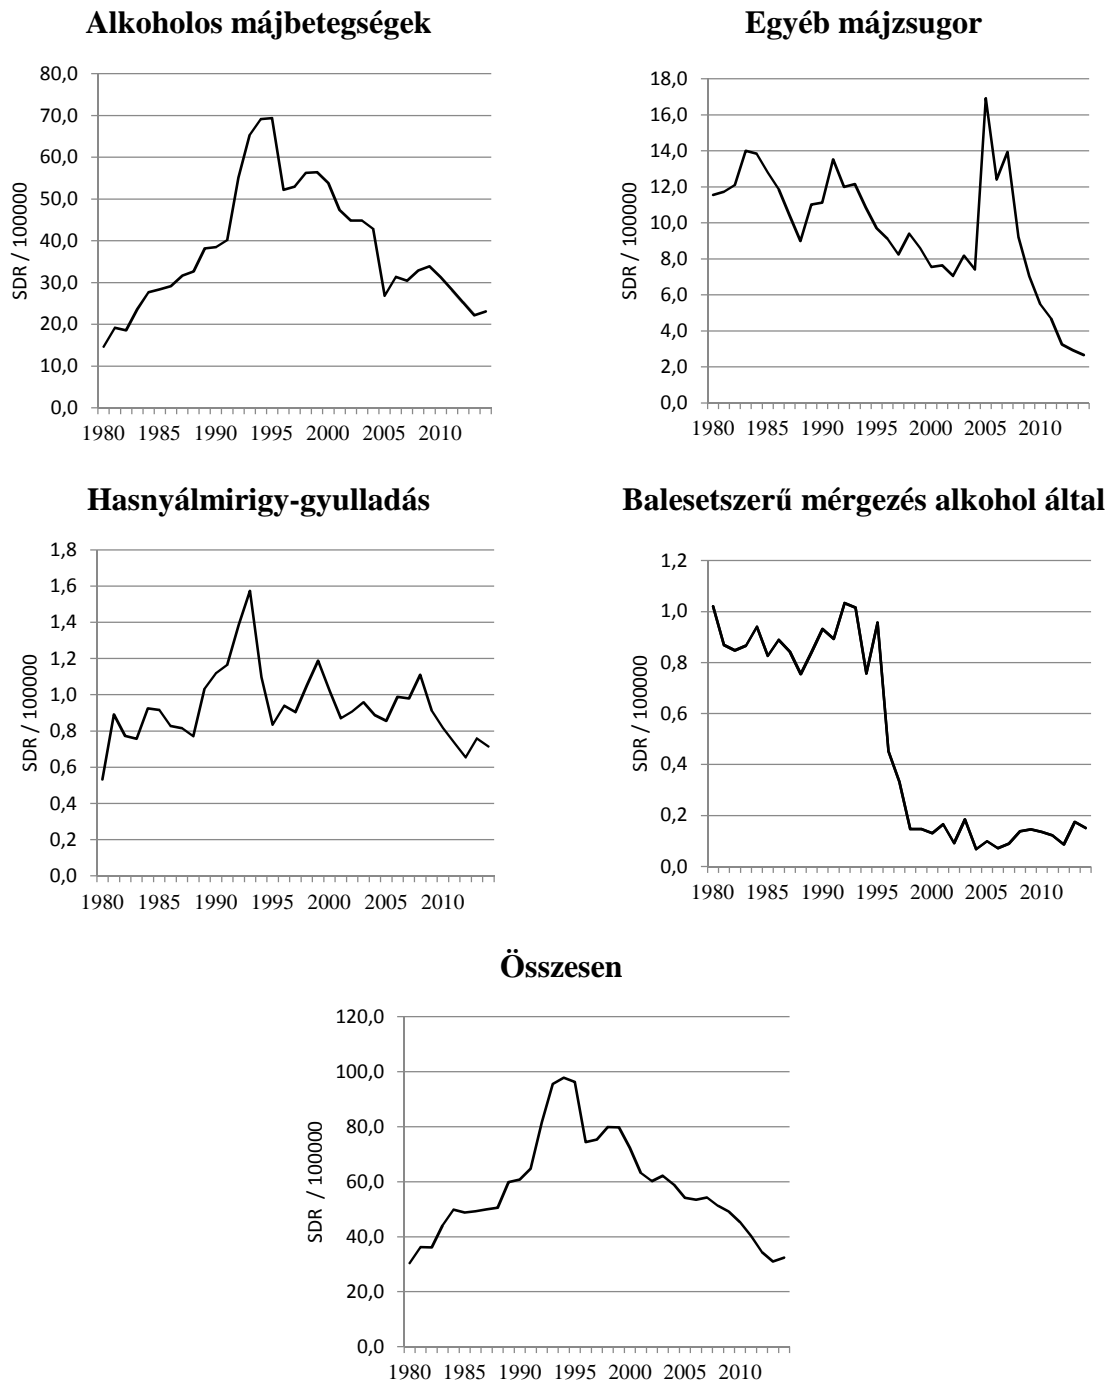 Alkoholos májbetegségek
80,0
70,0
60,0
50,0
40,0
30,0
20,0
10,0
0,0
SDR / 100000
1980 1985 1990 1995 2000 2005 2010
Egyéb májzsugor
18,0
16,0
14,0
12,0
10,0
8,0
6,0
4,0
2,0
0,0
SDR / 100000
1980 1985 1990 1995 2000 2005 2010
Hasnyálmirigy-gyulladás
1,8
1,6
1,4
1,2
1,0
0,8
0,6
0,4
0,2
0,0
SDR / 100000
1980 1985 1990 1995 2000 2005 2010
Balesetszerű mérgezés alkohol által
1,2
1,0
0,8
0,6
0,4
0,2
0,0
SDR / 100000
1980 1985 1990 1995 2000 2005 2010
Összesen
120,0
100,0
80,0
60,0
40,0
20,0
0,0
SDR / 100000
1980 1985 1990 1995 2000 2005 2010